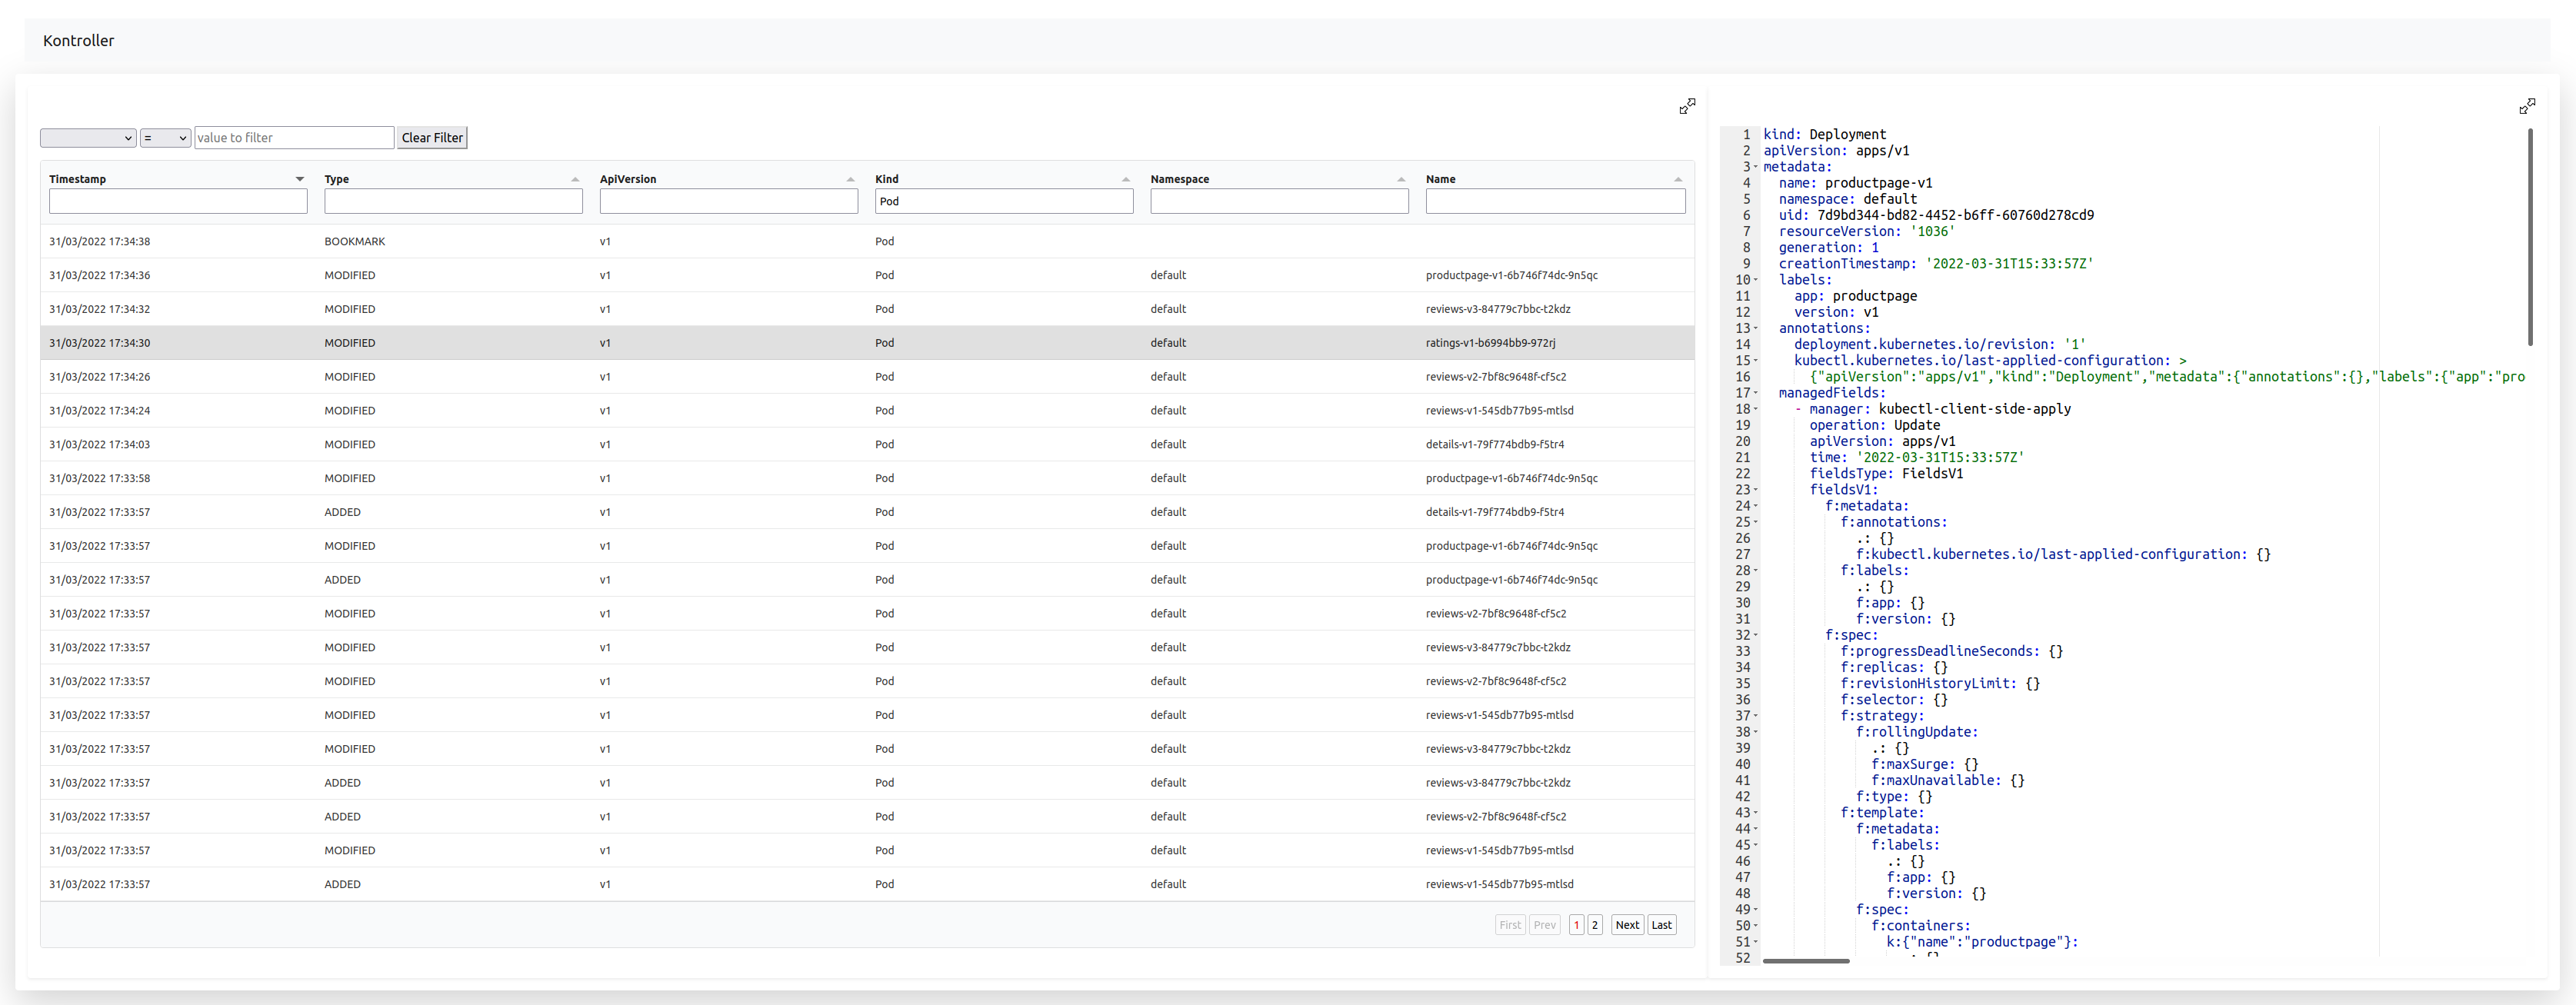 Kontroller
= value to filter Clear Filter
Timestamp Type ApiVersion Kind Namespace Name
Pod
31/03/2022 17:34:38 BOOKMARK v1 Pod
31/03/2022 17:34:36 MODIFIED v1 Pod default productpage-v1-6b746f74dc-9n5qc
31/03/2022 17:34:32 MODIFIED v1 Pod default reviews-v3-84779c7bbc-t2kdz
31/03/2022 17:34:30 MODIFIED v1 Pod default ratings-v1-b6994bb9-972rj
31/03/2022 17:34:26 MODIFIED v1 Pod default reviews-v2-7bf8c9648f-cf5c2
31/03/2022 17:34:24 MODIFIED v1 Pod default reviews-v1-545db77b95-mtlsd
31/03/2022 17:34:03 MODIFIED v1 Pod default details-v1-79f774bdb9-f5tr4
31/03/2022 17:33:58 MODIFIED v1 Pod default productpage-v1-6b746f74dc-9n5qc
31/03/2022 17:33:57 ADDED v1 Pod default details-v1-79f774bdb9-f5tr4
31/03/2022 17:33:57 MODIFIED v1 Pod default productpage-v1-6b746f74dc-9n5qc
31/03/2022 17:33:57 ADDED v1 Pod default productpage-v1-6b746f74dc-9n5qc
31/03/2022 17:33:57 MODIFIED v1 Pod default reviews-v2-7bf8c9648f-cf5c2
31/03/2022 17:33:57 MODIFIED v1 Pod default reviews-v3-84779c7bbc-t2kdz
31/03/2022 17:33:57 MODIFIED v1 Pod default reviews-v2-7bf8c9648f-cf5c2
31/03/2022 17:33:57 MODIFIED v1 Pod default reviews-v1-545db77b95-mtlsd
31/03/2022 17:33:57 MODIFIED v1 Pod default reviews-v3-84779c7bbc-t2kdz
31/03/2022 17:33:57 ADDED v1 Pod default reviews-v3-84779c7bbc-t2kdz
31/03/2022 17:33:57 ADDED v1 Pod default reviews-v2-7bf8c9648f-cf5c2
31/03/2022 17:33:57 MODIFIED v1 Pod default reviews-v1-545db77b95-mtlsd
31/03/2022 17:33:57 ADDED v1 Pod default reviews-v1-545db77b95-mtlsd
First Prev 1 2 Next Last
1 kind: Deployment
2 apiVersion: apps/v1
3 metadata:
4 name: productpage-v1
5 namespace: default
6 uid: 7d9bd344-bd82-4452-b6ff-60760d278cd9
7 resourceVersion: '1036'
8 generation: 1
9 creationTimestamp: '2022-03-31T15:33:57Z'
10 labels:
11 app: productpage
12 version: v1
13 annotations:
14 deployment.kubernetes.io/revision: '1'
15 kubectl.kubernetes.io/last-applied-configuration: >
16 {"apiVersion":"apps/v1","kind":"Deployment","metadata":{"annotations":{},"labels":{"app":"pro
17 managedFields:
18 - manager: kubectl-client-side-apply
19 operation: Update
20 apiVersion: apps/v1
21 time: '2022-03-31T15:33:57Z'
22 fieldsType: FieldsV1
23 fieldsV1:
24 f:metadata:
25 f:annotations:
26 .: {}
27 f:kubectl.kubernetes.io/last-applied-configuration: {}
28 f:labels:
29 .: {}
30 f:app: {}
31 f:version: {}
32 f:spec:
33 f:progressDeadlineSeconds: {}
34 f:replicas: {}
35 f:revisionHistoryLimit: {}
36 f:selector: {}
37 f:strategy:
38 f:rollingUpdate:
39 .: {}
40 f:maxSurge: {}
41 f:maxUnavailable: {}
42 f:type: {}
43 f:template:
44 f:metadata:
45 f:labels:
46 .: {}
47 f:app: {}
48 f:version: {}
49 f:spec:
50 f:containers:
51 k:{"name":"productpage"}:
52